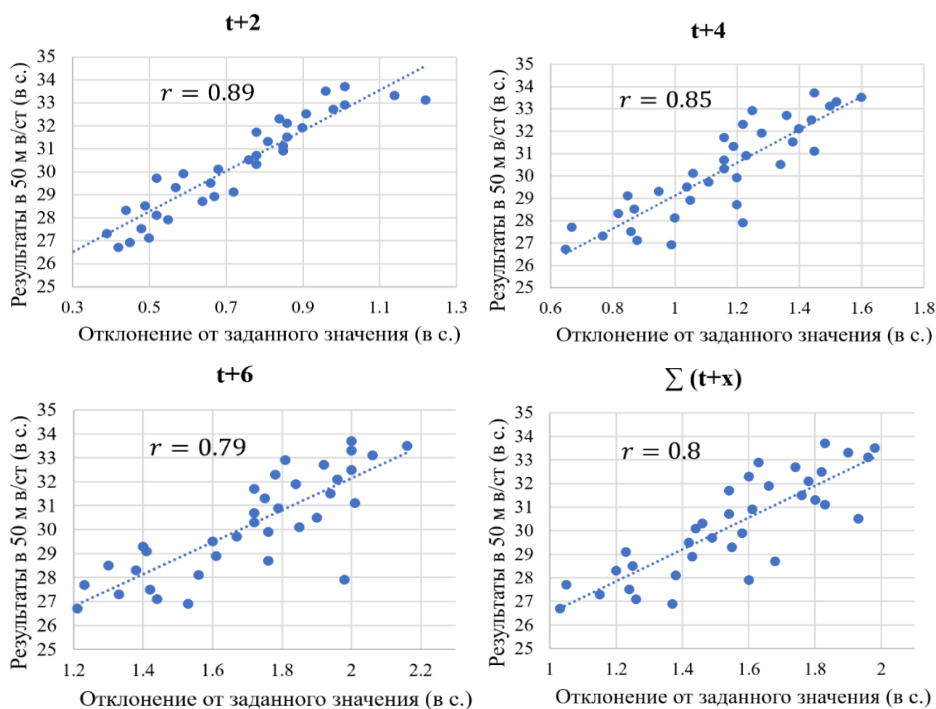 t+2
Результаты в 50 м в/ст (в с.)
35
34
33
32
31
30
29
28
27
26
25
r = 0.89
0.3 0.5 0.7 0.9 1.1 1.3
Отклонение от заданного значения (в с.)
t+4
Результаты в 50 м в/ст (в с.)
35
34
33
32
31
30
29
28
27
26
25
r = 0.85
0.6 0.8 1 1.2 1.4 1.6 1.8
Отклонение от заданного значения (в с.)
t+6
Результаты в 50 м в/ст (в с.)
35
34
33
32
31
30
29
28
27
26
25
r = 0.79
1.2 1.4 1.6 1.8 2 2.2
Отклонение от заданного значения (в с.)
∑ (t+x)
Результаты в 50 м в/ст (в с.)
35
34
33
32
31
30
29
28
27
26
25
r = 0.8
1 1.2 1.4 1.6 1.8 2
Отклонение от заданного значения (в с.)